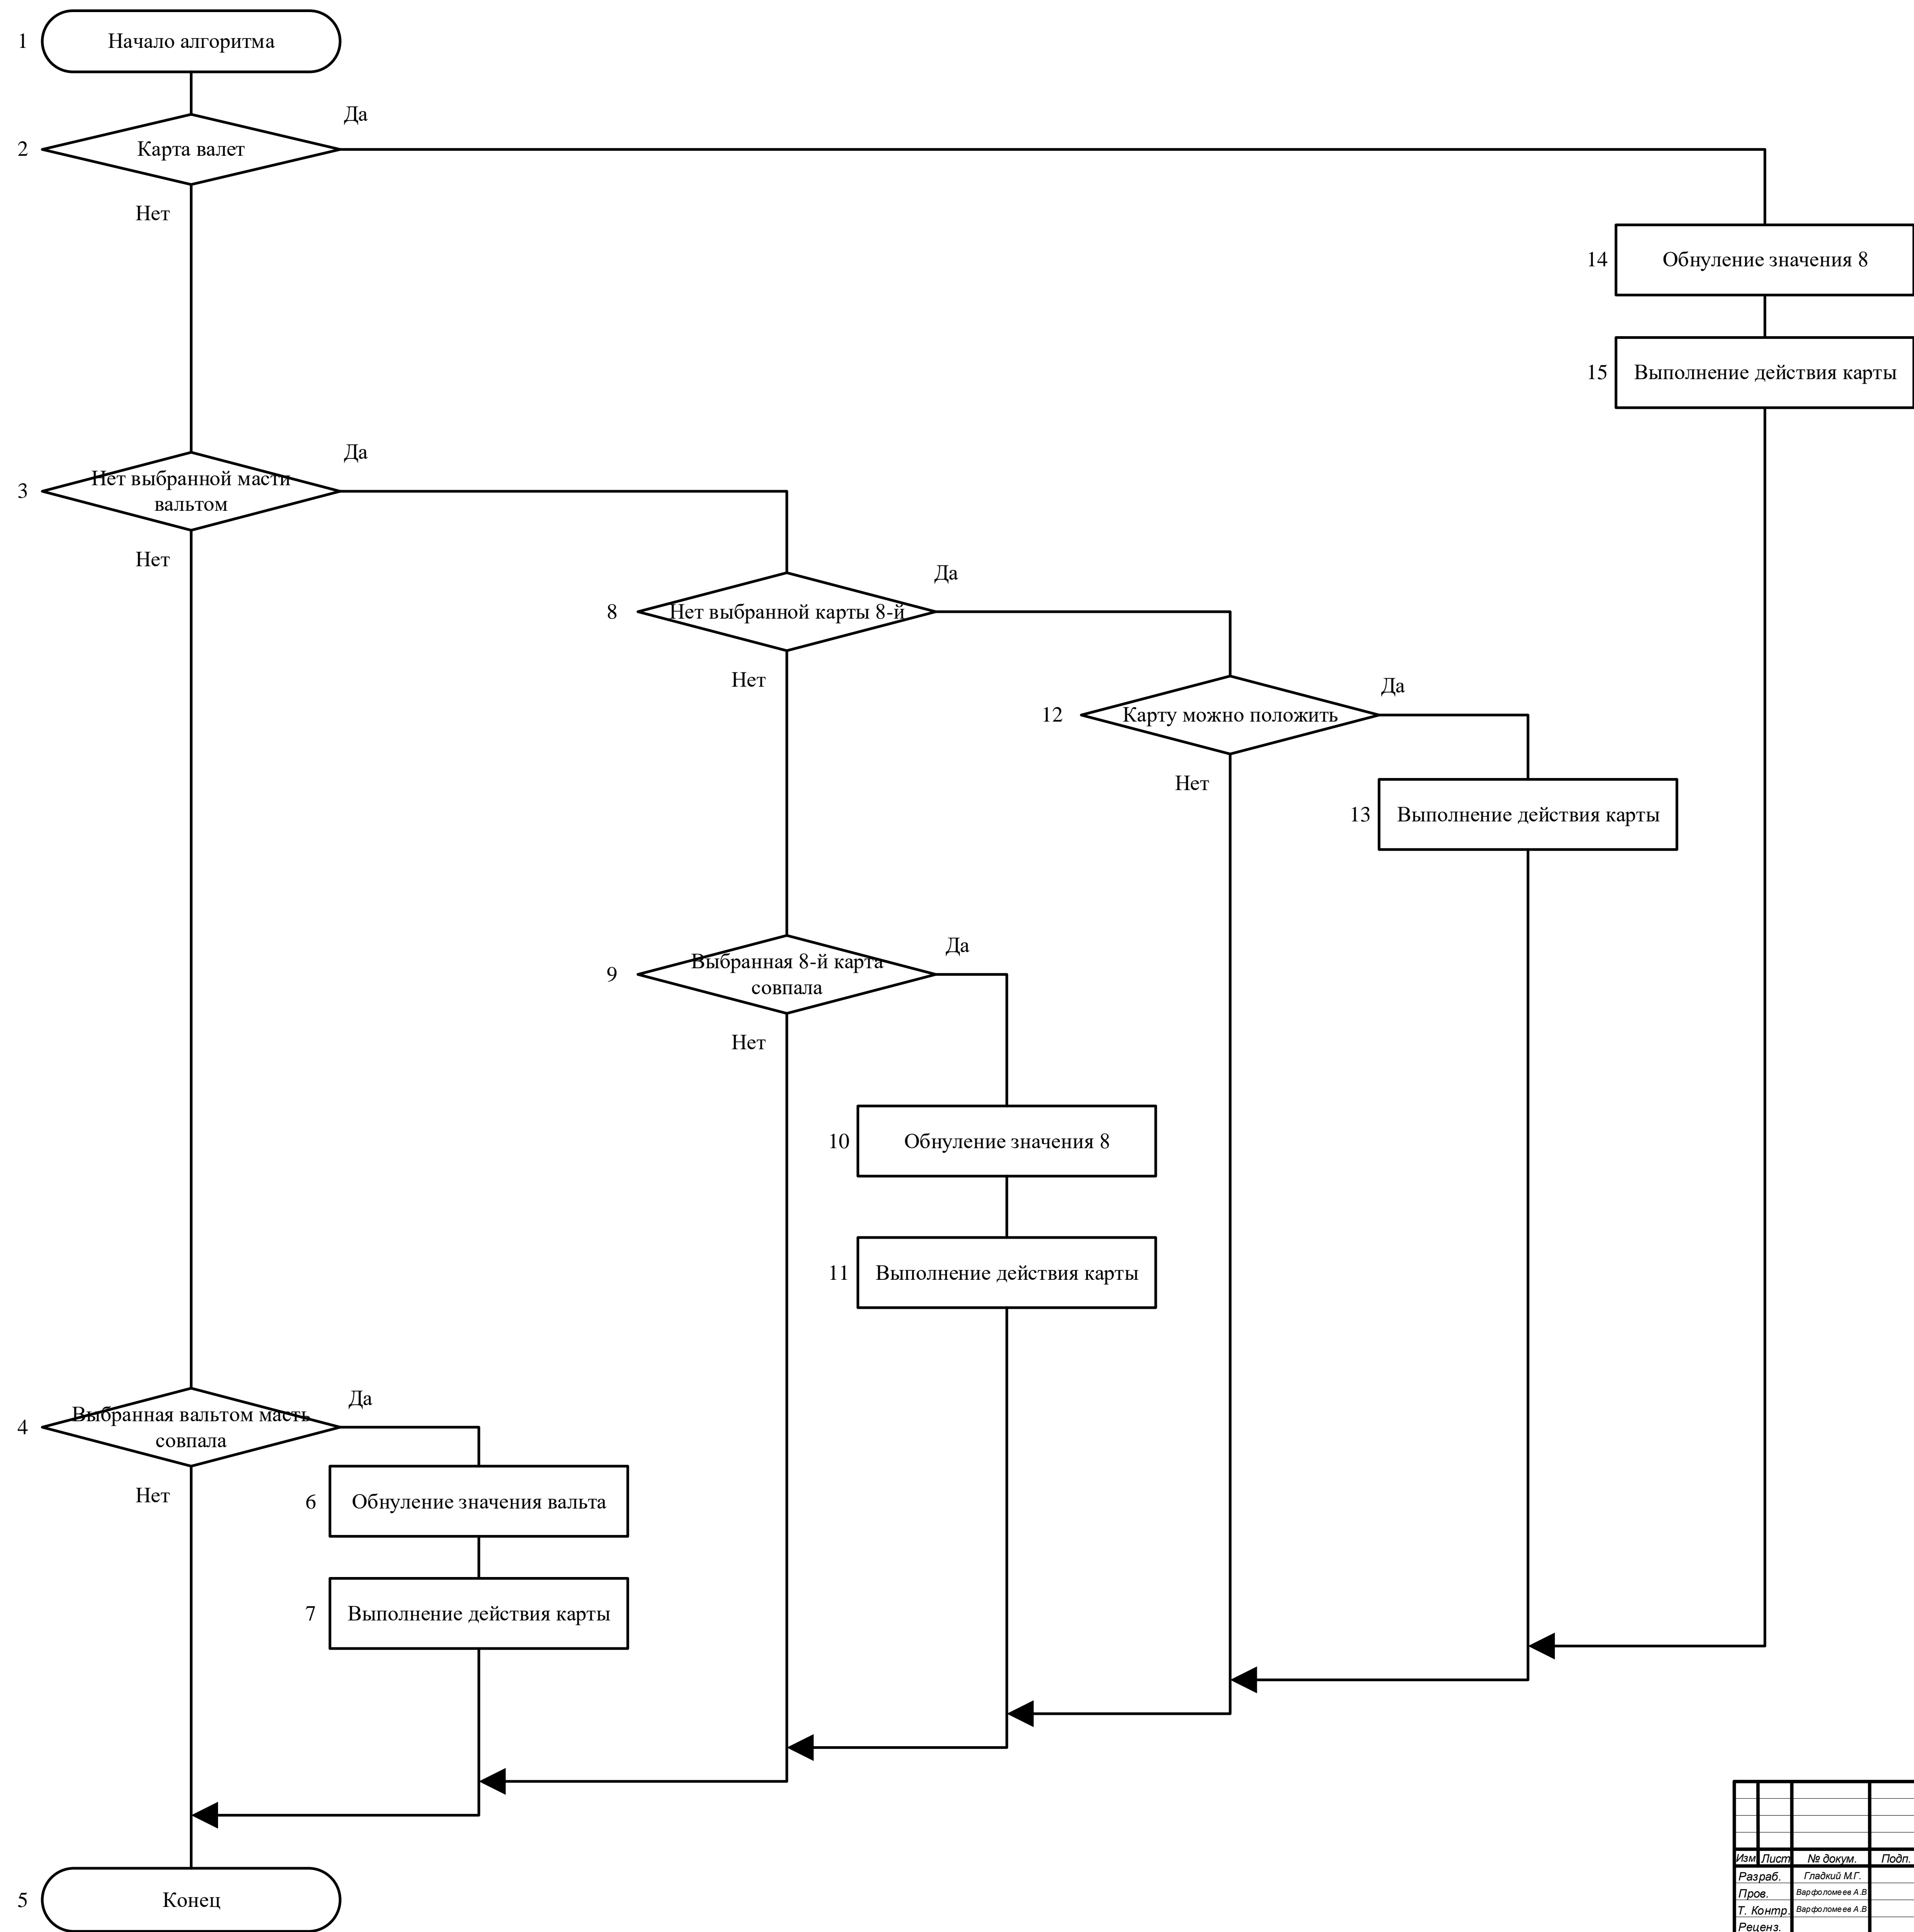 1
Начало алгоритма
Да
2
Карта валет
Нет
14
Обнуление значения 8
15
Выполнение действия карты
Да
3
Нет выбранной масти
вальтом
Нет
Да
8
Нет выбранной карты 8-й
Нет
Да
12
Карту можно положить
Нет
13
Выполнение действия карты
Да
9
Выбранная 8-й карта
совпала
Нет
10
Обнуление значения 8
11
Выполнение действия карты
Да
4
Выбранная вальтом масть
совпала
Нет
6
Обнуление значения вальта
7
Выполнение действия карты
5
Конец
Изм. Лист № докум. Подп.
Разраб. Гладкий М.Г.
Пров. Варфоломеев А.В
Т. Контр. Варфоломеев А.В
Реценз.